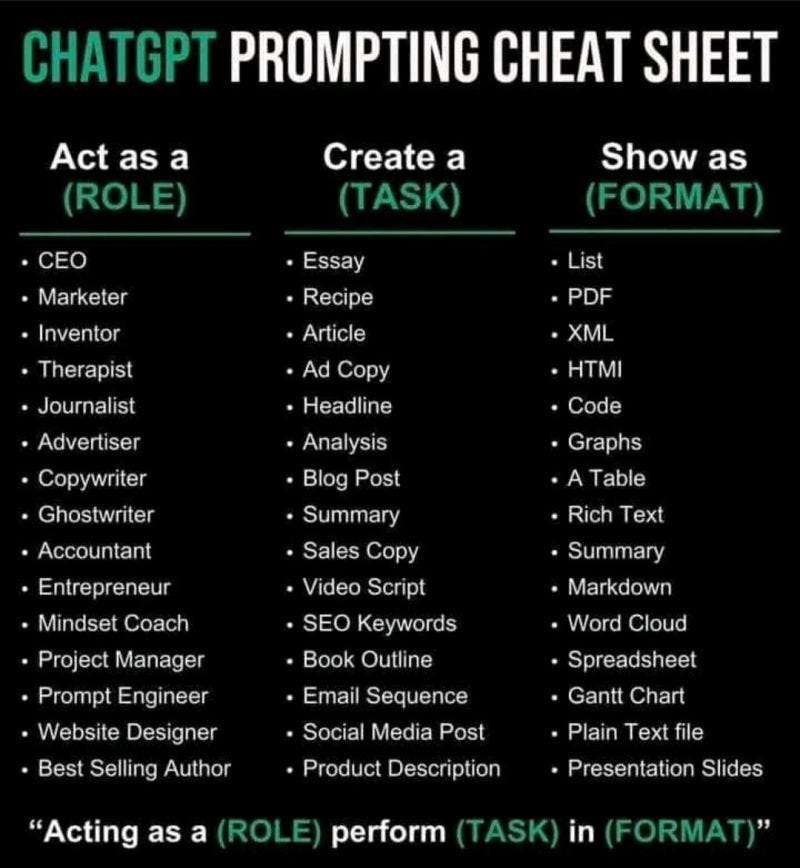 CHATGPT PROMPTING CHEAT SHEET
Act as a
(ROLE)
• CEO
• Marketer
• Inventor
• Therapist
• Journalist
• Advertiser
• Copywriter
• Ghostwriter
• Accountant
• Entrepreneur
• Mindset Coach
• Project Manager
• Prompt Engineer
• Website Designer
• Best Selling Author
Create a
(TASK)
• Essay
• Recipe
• Article
• Ad Copy
• Headline
• Analysis
• Blog Post
• Summary
• Sales Copy
• Video Script
• SEO Keywords
• Book Outline
• Email Sequence
• Social Media Post
• Product Description
Show as
(FORMAT)
• List
• PDF
• XML
• HTMI
• Code
• Graphs
• A Table
• Rich Text
• Summary
• Markdown
• Word Cloud
• Spreadsheet
• Gantt Chart
• Plain Text file
• Presentation Slides
“Acting as a (ROLE) perform (TASK) in (FORMAT)”